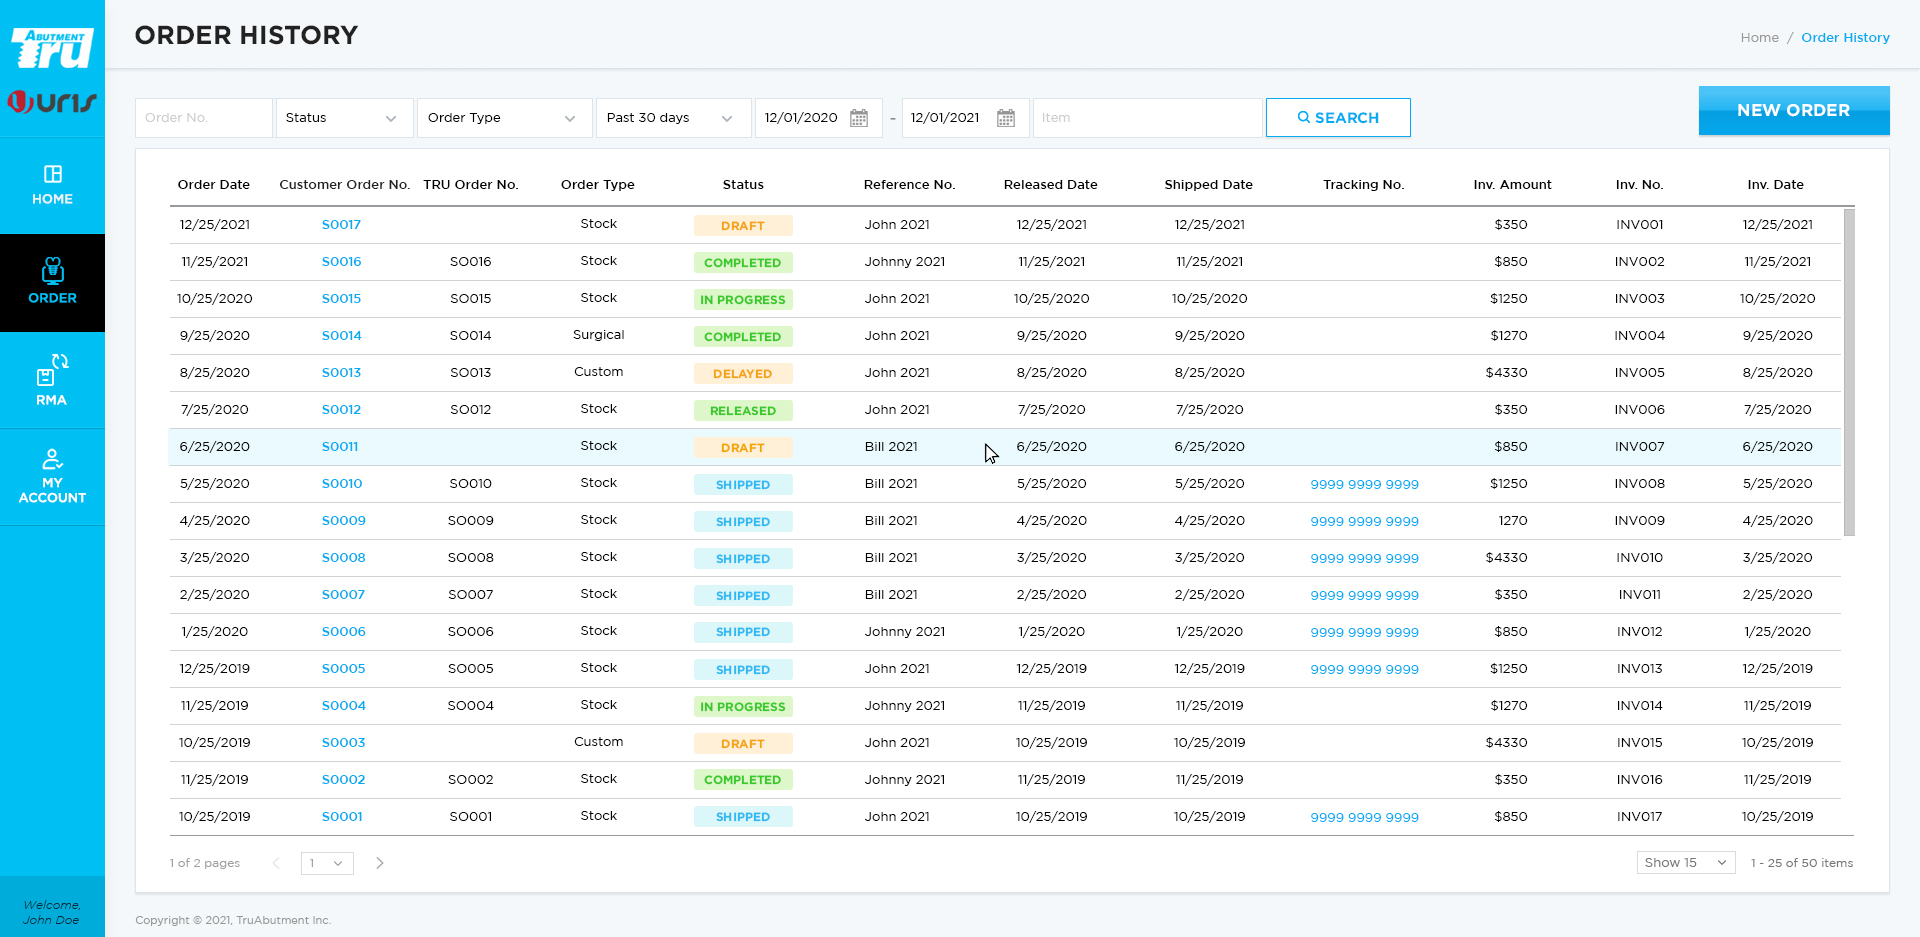 ABUTMENT
Tru
URIS
HOME
ORDER
RMA
MY
ACCOUNT
Welcome,
John Doe
ORDER HISTORY
Home / Order History
Order No. Status Order Type Past 30 days 12/01/2020 - 12/01/2021 Item SEARCH NEW ORDER
Order Date Customer Order No. TRU Order No. Order Type Status Reference No. Released Date Shipped Date Tracking No. Inv. Amount Inv. No. Inv. Date
12/25/2021 S0017 Stock DRAFT John 2021 12/25/2021 12/25/2021 $350 INV001 12/25/2021
11/25/2021 S0016 SO016 Stock COMPLETED Johnny 2021 11/25/2021 11/25/2021 $850 INV002 11/25/2021
10/25/2020 S0015 SO015 Stock IN PROGRESS John 2021 10/25/2020 10/25/2020 $1250 INV003 10/25/2020
9/25/2020 S0014 SO014 Surgical COMPLETED John 2021 9/25/2020 9/25/2020 $1270 INV004 9/25/2020
8/25/2020 S0013 SO013 Custom DELAYED John 2021 8/25/2020 8/25/2020 $4330 INV005 8/25/2020
7/25/2020 S0012 SO012 Stock RELEASED John 2021 7/25/2020 7/25/2020 $350 INV006 7/25/2020
6/25/2020 S0011 Stock DRAFT Bill 2021 6/25/2020 6/25/2020 $850 INV007 6/25/2020
5/25/2020 S0010 SO010 Stock SHIPPED Bill 2021 5/25/2020 5/25/2020 9999 9999 9999 $1250 INV008 5/25/2020
4/25/2020 S0009 SO009 Stock SHIPPED Bill 2021 4/25/2020 4/25/2020 9999 9999 9999 1270 INV009 4/25/2020
3/25/2020 S0008 SO008 Stock SHIPPED Bill 2021 3/25/2020 3/25/2020 9999 9999 9999 $4330 INV010 3/25/2020
2/25/2020 S0007 SO007 Stock SHIPPED Bill 2021 2/25/2020 2/25/2020 9999 9999 9999 $350 INV011 2/25/2020
1/25/2020 S0006 SO006 Stock SHIPPED Johnny 2021 1/25/2020 1/25/2020 9999 9999 9999 $850 INV012 1/25/2020
12/25/2019 S0005 SO005 Stock SHIPPED John 2021 12/25/2019 12/25/2019 9999 9999 9999 $1250 INV013 12/25/2019
11/25/2019 S0004 SO004 Stock IN PROGRESS Johnny 2021 11/25/2019 11/25/2019 $1270 INV014 11/25/2019
10/25/2019 S0003 Custom DRAFT John 2021 10/25/2019 10/25/2019 $4330 INV015 10/25/2019
11/25/2019 S0002 SO002 Stock COMPLETED Johnny 2021 11/25/2019 11/25/2019 $350 INV016 11/25/2019
10/25/2019 S0001 SO001 Stock SHIPPED John 2021 10/25/2019 10/25/2019 9999 9999 9999 $850 INV017 10/25/2019
1 of 2 pages 1 Show 15 1 - 25 of 50 items
Copyright © 2021, TruAbutment Inc.